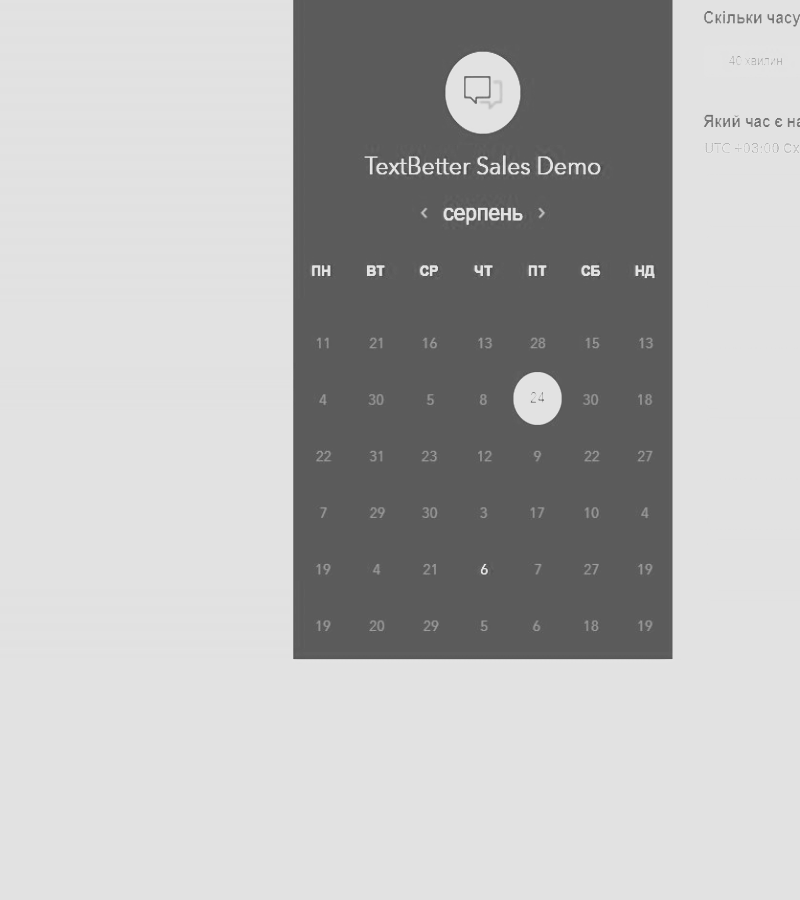 TextBetter Sales Demo
серпень
ПН ВТ СР ЧТ ПТ СБ НД
11 21 16 13 28 15 13
4 30 5 8 24 30 18
22 31 23 12 9 22 27
7 29 30 3 17 10 4
19 4 21 6 7 27 19
19 20 29 5 6 18 19
Скільки часу
40 хвилин
Який час є на
UTC +03:00 Сх